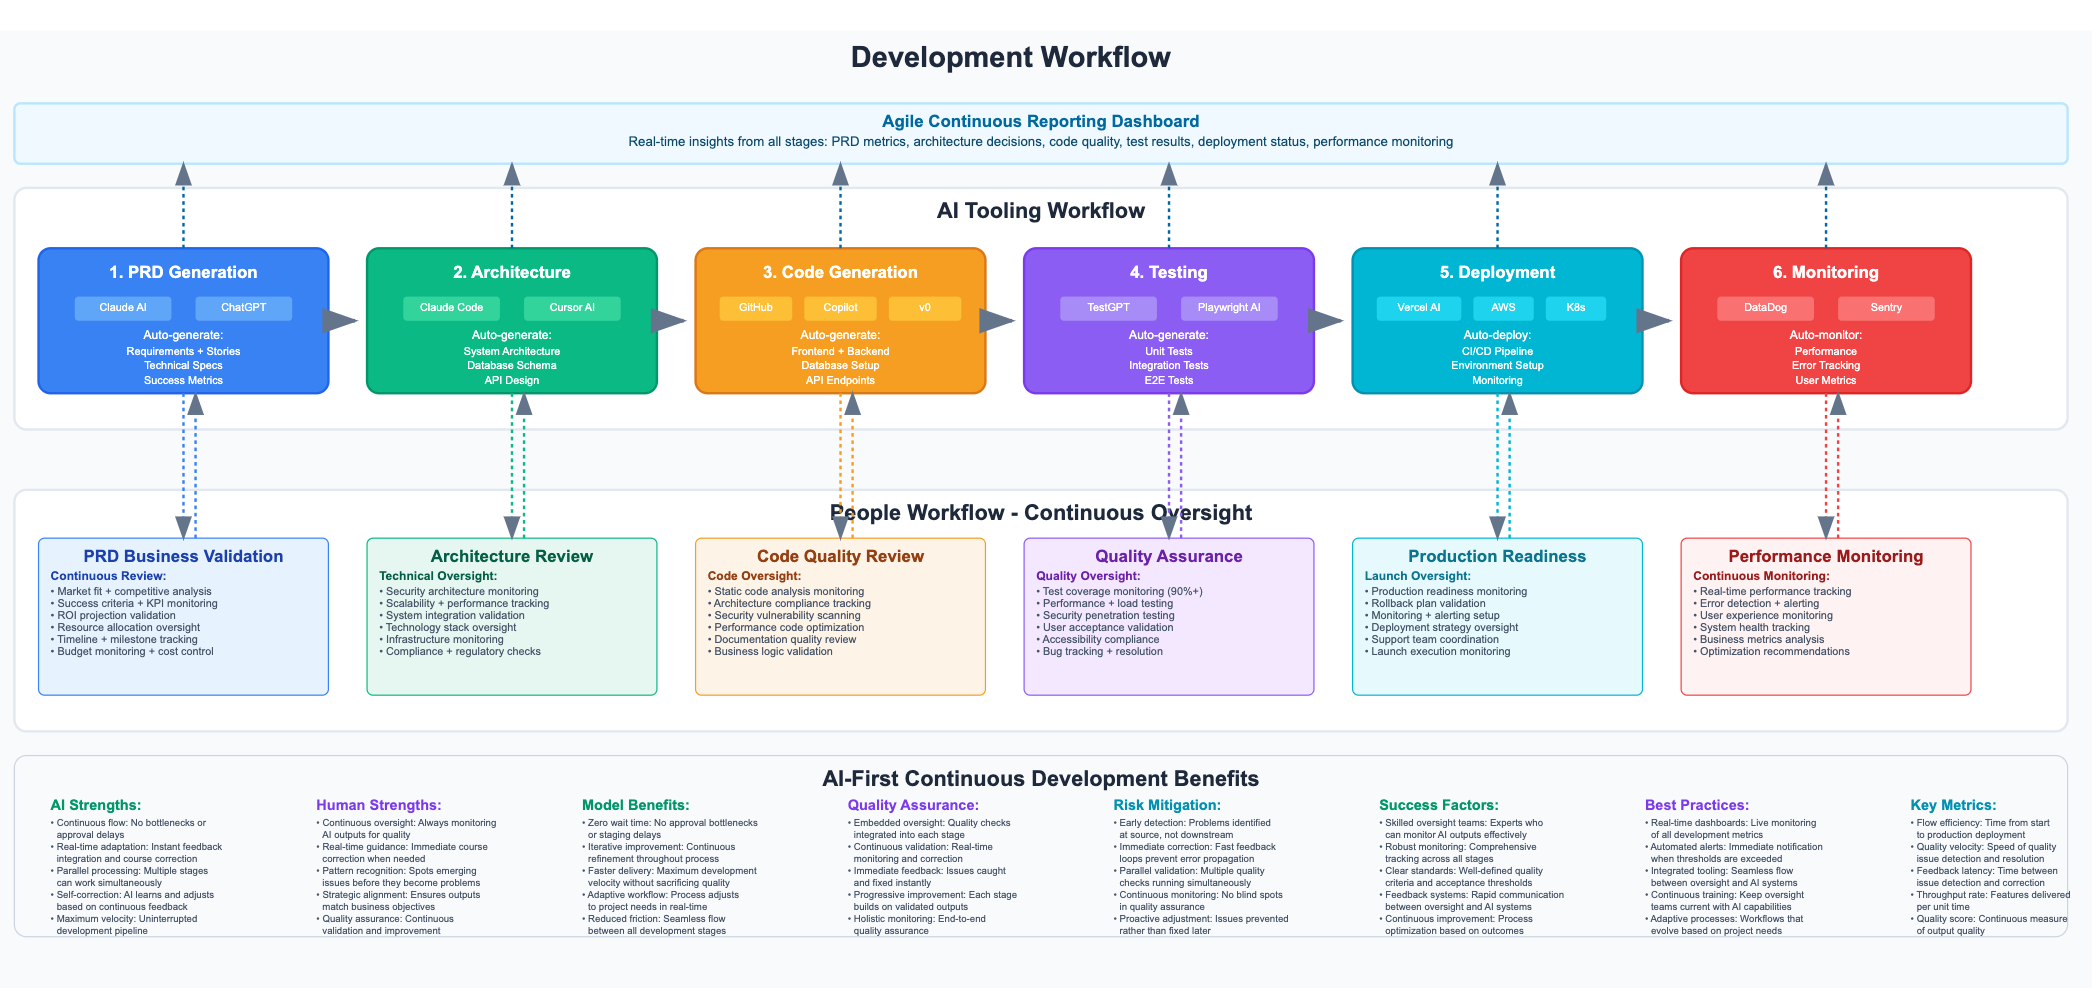 Development Workflow
Agile Continuous Reporting Dashboard
Real-time insights from all stages: PRD metrics, architecture decisions, code quality, test results, deployment status, performance monitoring
AI Tooling Workflow
1. PRD Generation
Claude AI
ChatGPT
Auto-generate:
Requirements + Stories
Technical Specs
Success Metrics
2. Architecture
Claude Code
Cursor AI
Auto-generate:
System Architecture
Database Schema
API Design
3. Code Generation
GitHub
Copilot
v0
Auto-generate:
Frontend + Backend
Database Setup
API Endpoints
4. Testing
TestGPT
Playwright AI
Auto-generate:
Unit Tests
Integration Tests
E2E Tests
5. Deployment
Vercel AI
AWS
K8s
Auto-deploy:
CI/CD Pipeline
Environment Setup
Monitoring
6. Monitoring
DataDog
Sentry
Auto-monitor:
Performance
Error Tracking
User Metrics
People Workflow - Continuous Oversight
PRD Business Validation
Continuous Review:
• Market fit + competitive analysis
• Success criteria + KPI monitoring
• ROI projection validation
• Resource allocation oversight
• Timeline + milestone tracking
• Budget monitoring + cost control
Architecture Review
Technical Oversight:
• Security architecture monitoring
• Scalability + performance tracking
• System integration validation
• Technology stack oversight
• Infrastructure monitoring
• Compliance + regulatory checks
Code Quality Review
Code Oversight:
• Static code analysis monitoring
• Architecture compliance tracking
• Security vulnerability scanning
• Performance code optimization
• Documentation quality review
• Business logic validation
Quality Assurance
Quality Oversight:
• Test coverage monitoring (90%+)
• Performance + load testing
• Security penetration testing
• User acceptance validation
• Accessibility compliance
• Bug tracking + resolution
Production Readiness
Launch Oversight:
• Production readiness monitoring
• Rollback plan validation
• Monitoring + alerting setup
• Deployment strategy oversight
• Support team coordination
• Launch execution monitoring
Performance Monitoring
Continuous Monitoring:
• Real-time performance tracking
• Error detection + alerting
• User experience monitoring
• System health tracking
• Business metrics analysis
• Optimization recommendations
AI-First Continuous Development Benefits
AI Strengths:
• Continuous flow: No bottlenecks or
approval delays
• Real-time adaptation: Instant feedback
integration and course correction
• Parallel processing: Multiple stages
can work simultaneously
• Self-correction: AI learns and adjusts
based on continuous feedback
• Maximum velocity: Uninterrupted
development pipeline
Human Strengths:
• Continuous oversight: Always monitoring
AI outputs for quality
• Real-time guidance: Immediate course
correction when needed
• Pattern recognition: Spots emerging
issues before they become problems
• Strategic alignment: Ensures outputs
match business objectives
• Quality assurance: Continuous
validation and improvement
Model Benefits:
• Zero wait time: No approval bottlenecks
or staging delays
• Iterative improvement: Continuous
refinement throughout process
• Faster delivery: Maximum development
velocity without sacrificing quality
• Adaptive workflow: Process adjusts
to project needs in real-time
• Reduced friction: Seamless flow
between all development stages
Quality Assurance:
• Embedded oversight: Quality checks
integrated into each stage
• Continuous validation: Real-time
monitoring and correction
• Immediate feedback: Issues caught
and fixed instantly
• Progressive improvement: Each stage
builds on validated outputs
• Holistic monitoring: End-to-end
quality assurance
Risk Mitigation:
• Early detection: Problems identified
at source, not downstream
• Immediate correction: Fast feedback
loops prevent error propagation
• Parallel validation: Multiple quality
checks running simultaneously
• Continuous monitoring: No blind spots
in quality assurance
• Proactive adjustment: Issues prevented
rather than fixed later
Success Factors:
• Skilled oversight teams: Experts who
can monitor AI outputs effectively
• Robust monitoring: Comprehensive
tracking across all stages
• Clear standards: Well-defined quality
criteria and acceptance thresholds
• Feedback systems: Rapid communication
between oversight and AI systems
• Continuous improvement: Process
optimization based on outcomes
Best Practices:
• Real-time dashboards: Live monitoring
of all development metrics
• Automated alerts: Immediate notification
when thresholds are exceeded
• Integrated tooling: Seamless flow
between oversight and AI systems
• Continuous training: Keep oversight
teams current with AI capabilities
• Adaptive processes: Workflows that
evolve based on project needs
Key Metrics:
• Flow efficiency: Time from start
to production deployment
• Quality velocity: Speed of quality
issue detection and resolution
• Feedback latency: Time between
issue detection and correction
• Throughput rate: Features delivered
per unit time
• Quality score: Continuous measure
of output quality